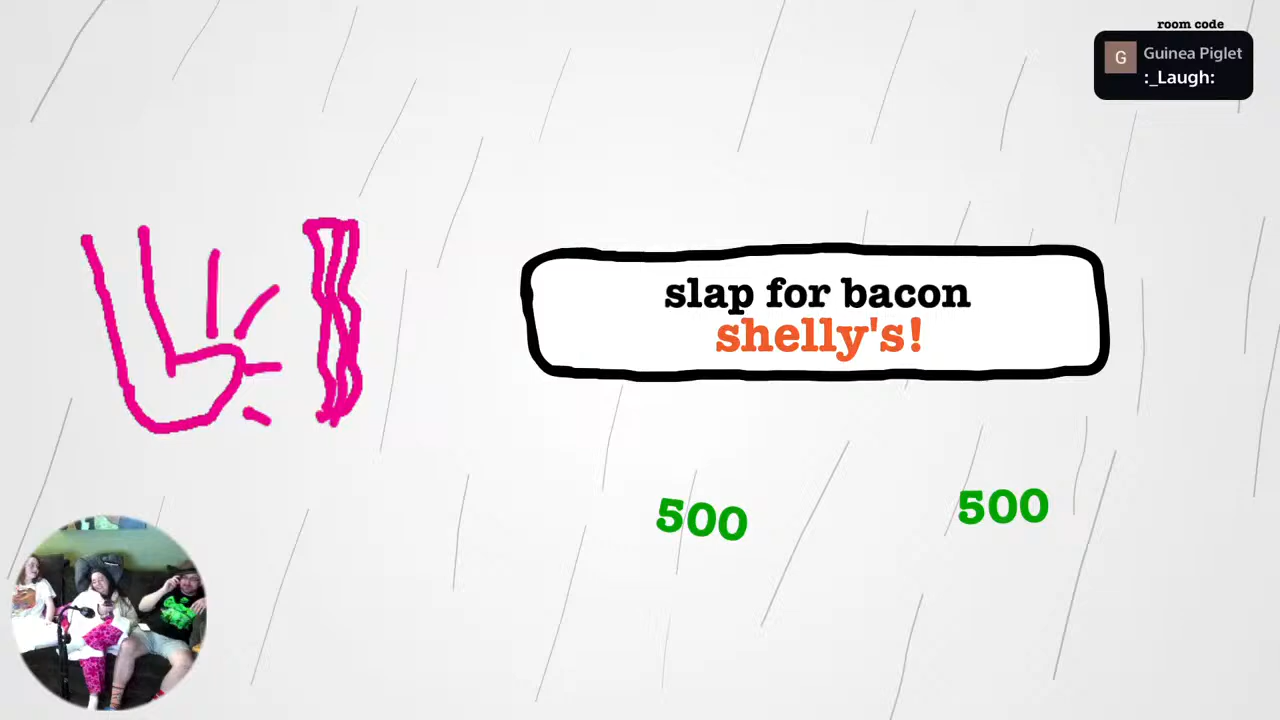 room code
G
Guinea Piglet
:_Laugh:
slap for bacon
shelly's!
500
500